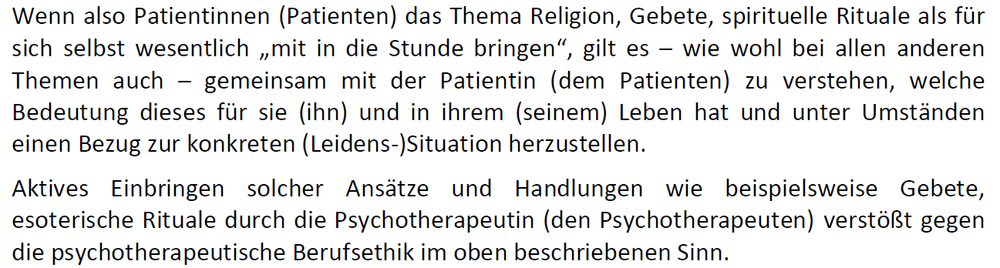 Wenn also Patientinnen (Patienten) das Thema Religion, Gebete, spirituelle Rituale als für
sich selbst wesentlich „mit in die Stunde bringen“, gilt es – wie wohl bei allen anderen
Themen auch – gemeinsam mit der Patientin (dem Patienten) zu verstehen, welche
Bedeutung dieses für sie (ihn) und in ihrem (seinem) Leben hat und unter Umständen
einen Bezug zur konkreten (Leidens-)Situation herzustellen.
Aktives Einbringen solcher Ansätze und Handlungen wie beispielsweise Gebete,
esoterische Rituale durch die Psychotherapeutin (den Psychotherapeuten) verstößt gegen
die psychotherapeutische Berufsethik im oben beschriebenen Sinn.